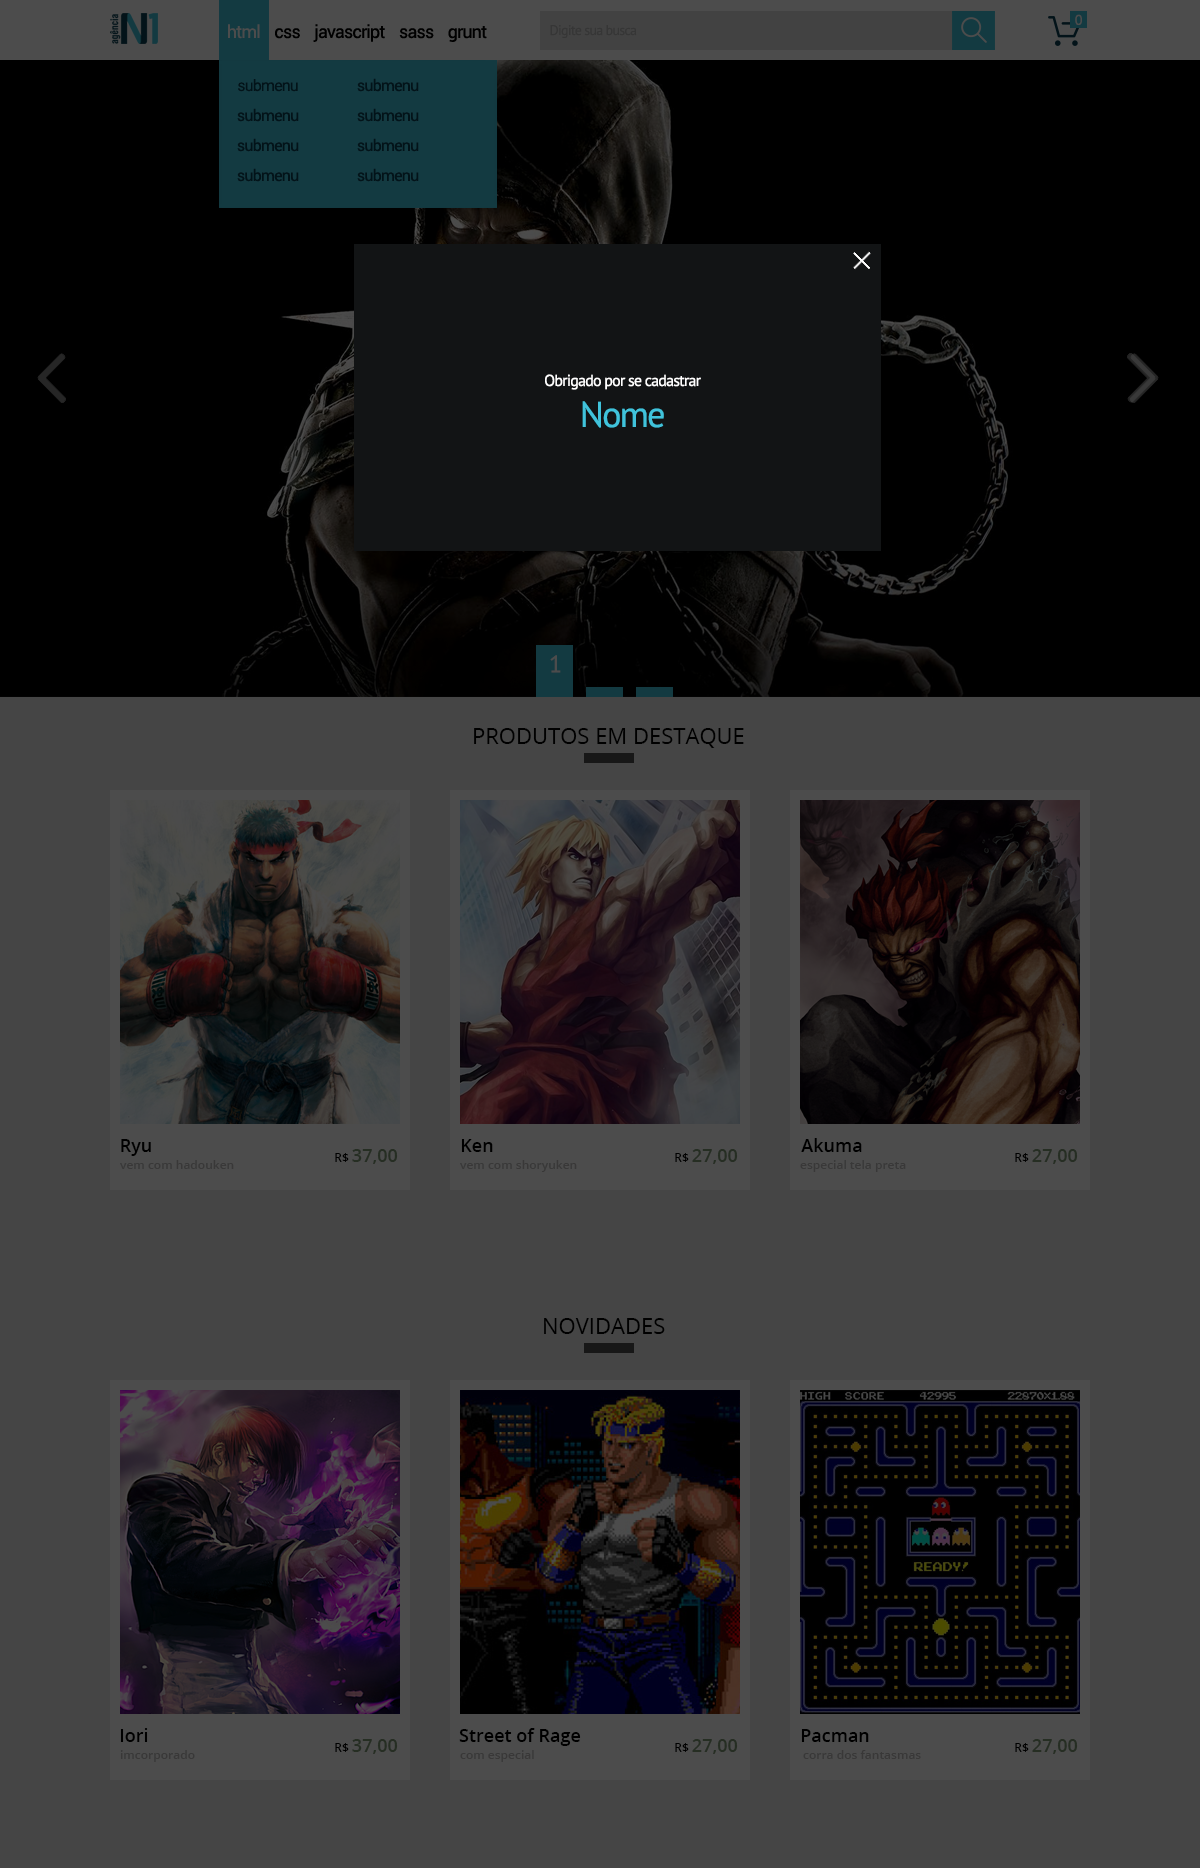 agência N1
html css javascript sass grunt
Digite sua busca
0
submenu submenu
submenu submenu
submenu submenu
submenu submenu
Obrigado por se cadastrar
Nome
1
PRODUTOS EM DESTAQUE
Ryu
vem com hadouken
R$ 37,00
Ken
vem com shoryuken
R$ 27,00
Akuma
especial tela preta
R$ 27,00
NOVIDADES
HIGH SCORE 42995 22870X1.88
READY!
Iori
imcorporado
R$ 37,00
Street of Rage
com especial
R$ 27,00
Pacman
corra dos fantasmas
R$ 27,00